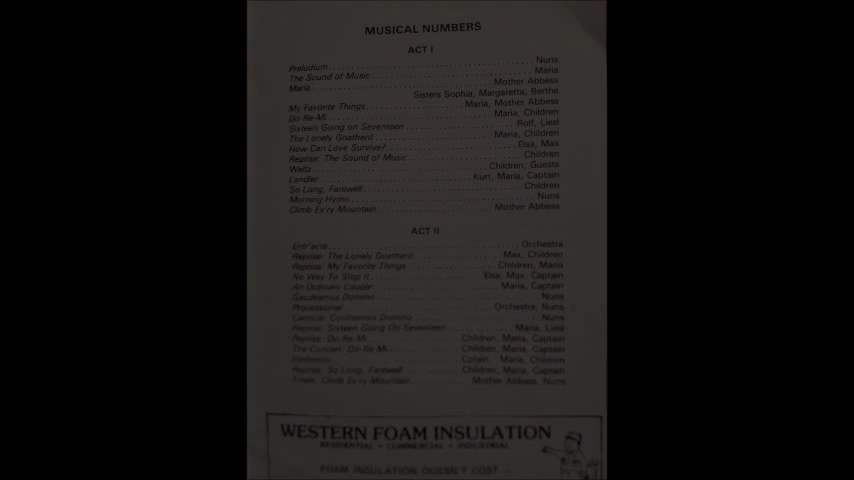 MUSICAL NUMBERS
ACT I
Preludium Nuns
The Sound of Music Maria
Maria Mother Abbess
Sisters Sophia, Margaretta, Berthe
My Favorite Things Maria, Mother Abbess
Do-Re-Mi Maria, Children
Sixteen Going on Seventeen Rolf, Liesl
The Lonely Goatherd Maria, Children
How Can Love Survive? Elsa, Max
Reprise: The Sound of Music Children
Waltz Children, Guests
Landler Kurt, Maria, Captain
So Long, Farewell Children
Morning Hymn Nuns
Climb Ev'ry Mountain Mother Abbess
ACT II
Entr'acte Orchestra
Reprise: The Lonely Goatherd Max, Children
Reprise: My Favorite Things Children, Maria
No Way To Stop It Elsa, Max, Captain
An Ordinary Couple Maria, Captain
Gaudeamus Domino Nuns
Processional Orchestra, Nuns
Canticle: Confitemini Domino Nuns
Reprise: Sixteen Going On Seventeen Maria, Liesl
Reprise: Do-Re-Mi Children, Maria, Captain
The Concert: Do-Re-Mi Children, Maria, Captain
Edelweiss Cptain, Maria, Children
Reprise: So Long, Farewell Children, Maria, Captain
Finale: Climb Ev'ry Mountain Mother Abbess, Nuns
WESTERN FOAM INSULATION
RESIDENTIAL • COMMERCIAL • INDUSTRIAL
FOAM INSULATION DOESN'T COST —